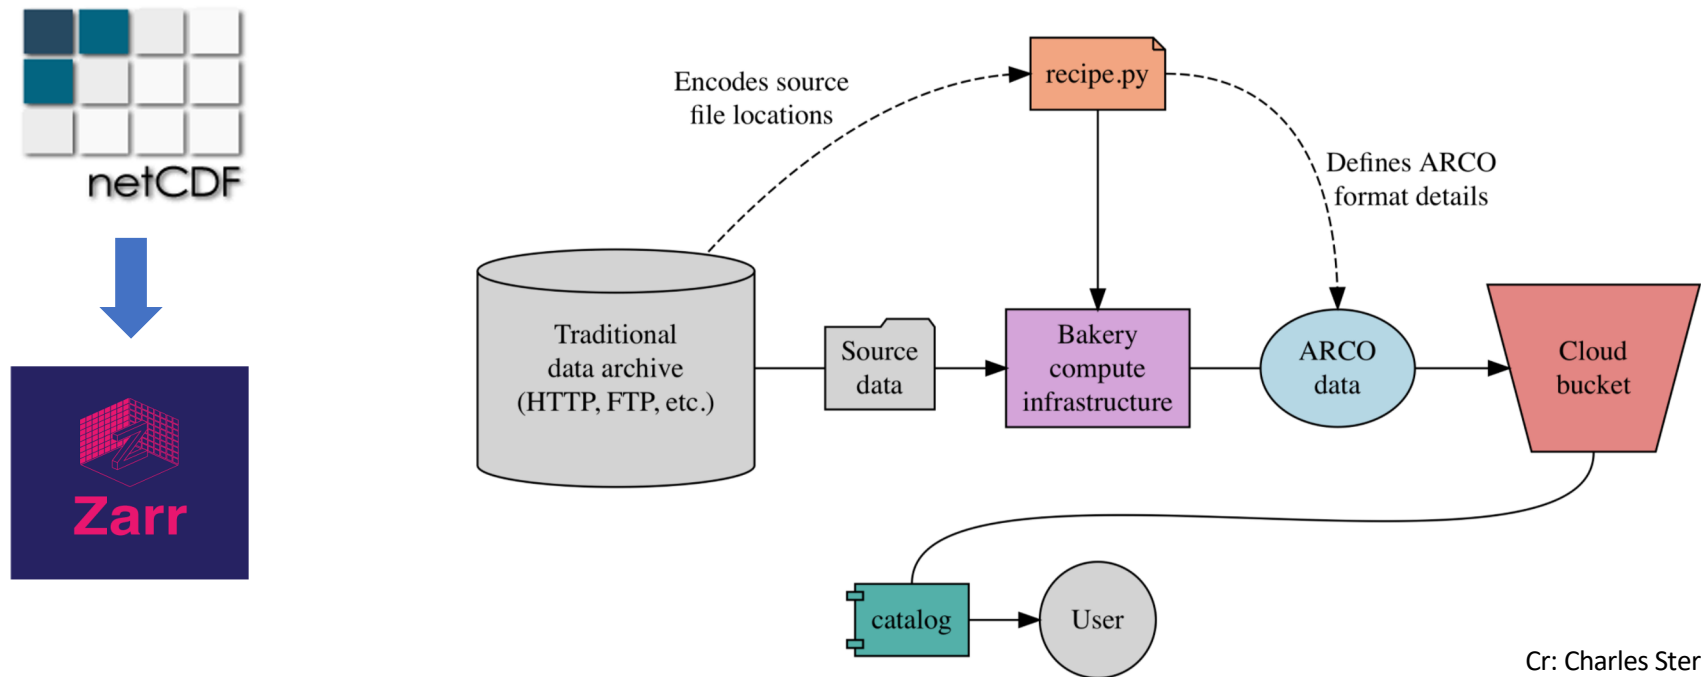 netCDF
Zarr
Encodes source
file locations
recipe.py
Defines ARCO
format details
Traditional
data archive
(HTTP, FTP, etc.)
Source
data
Bakery
compute
infrastructure
ARCO
data
Cloud
bucket
catalog
User
Cr: Charles Ster